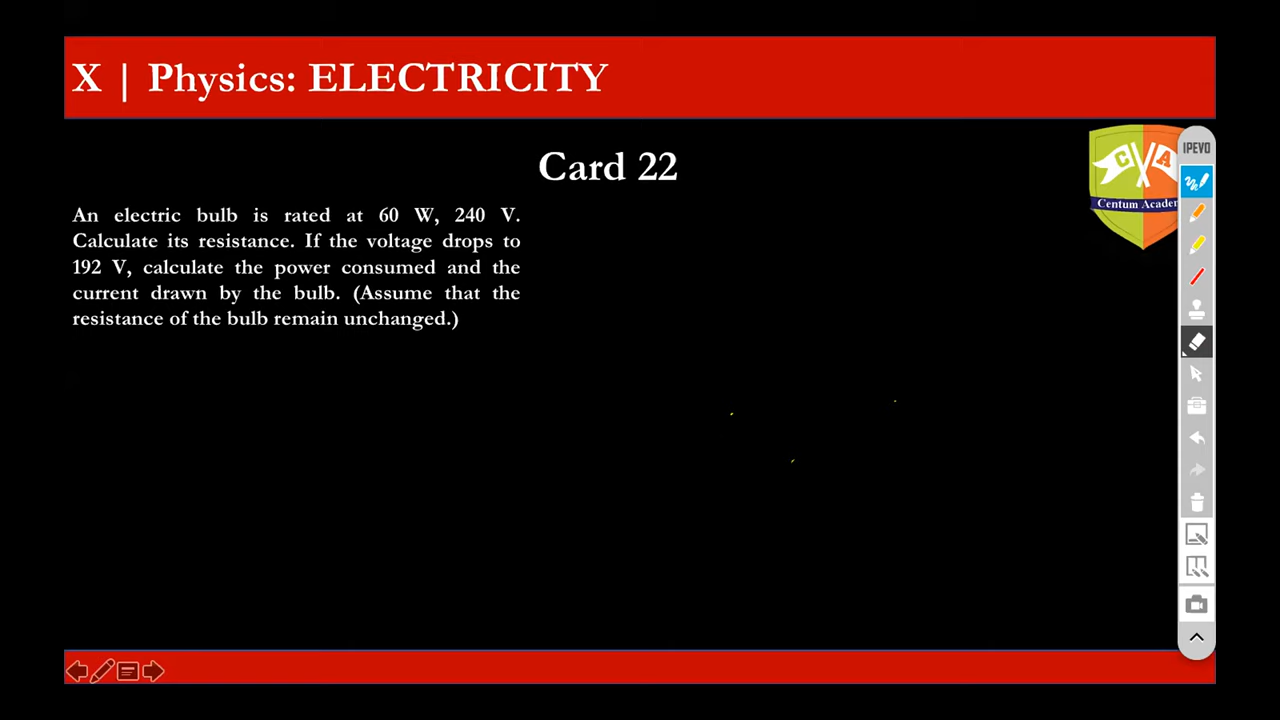 X | Physics: ELECTRICITY
Card 22
IPEVO
C A
An electric bulb is rated at 60 W, 240 V.
Calculate its resistance. If the voltage drops to
192 V, calculate the power consumed and the
current drawn by the bulb. (Assume that the
resistance of the bulb remain unchanged.)
Centum Academ